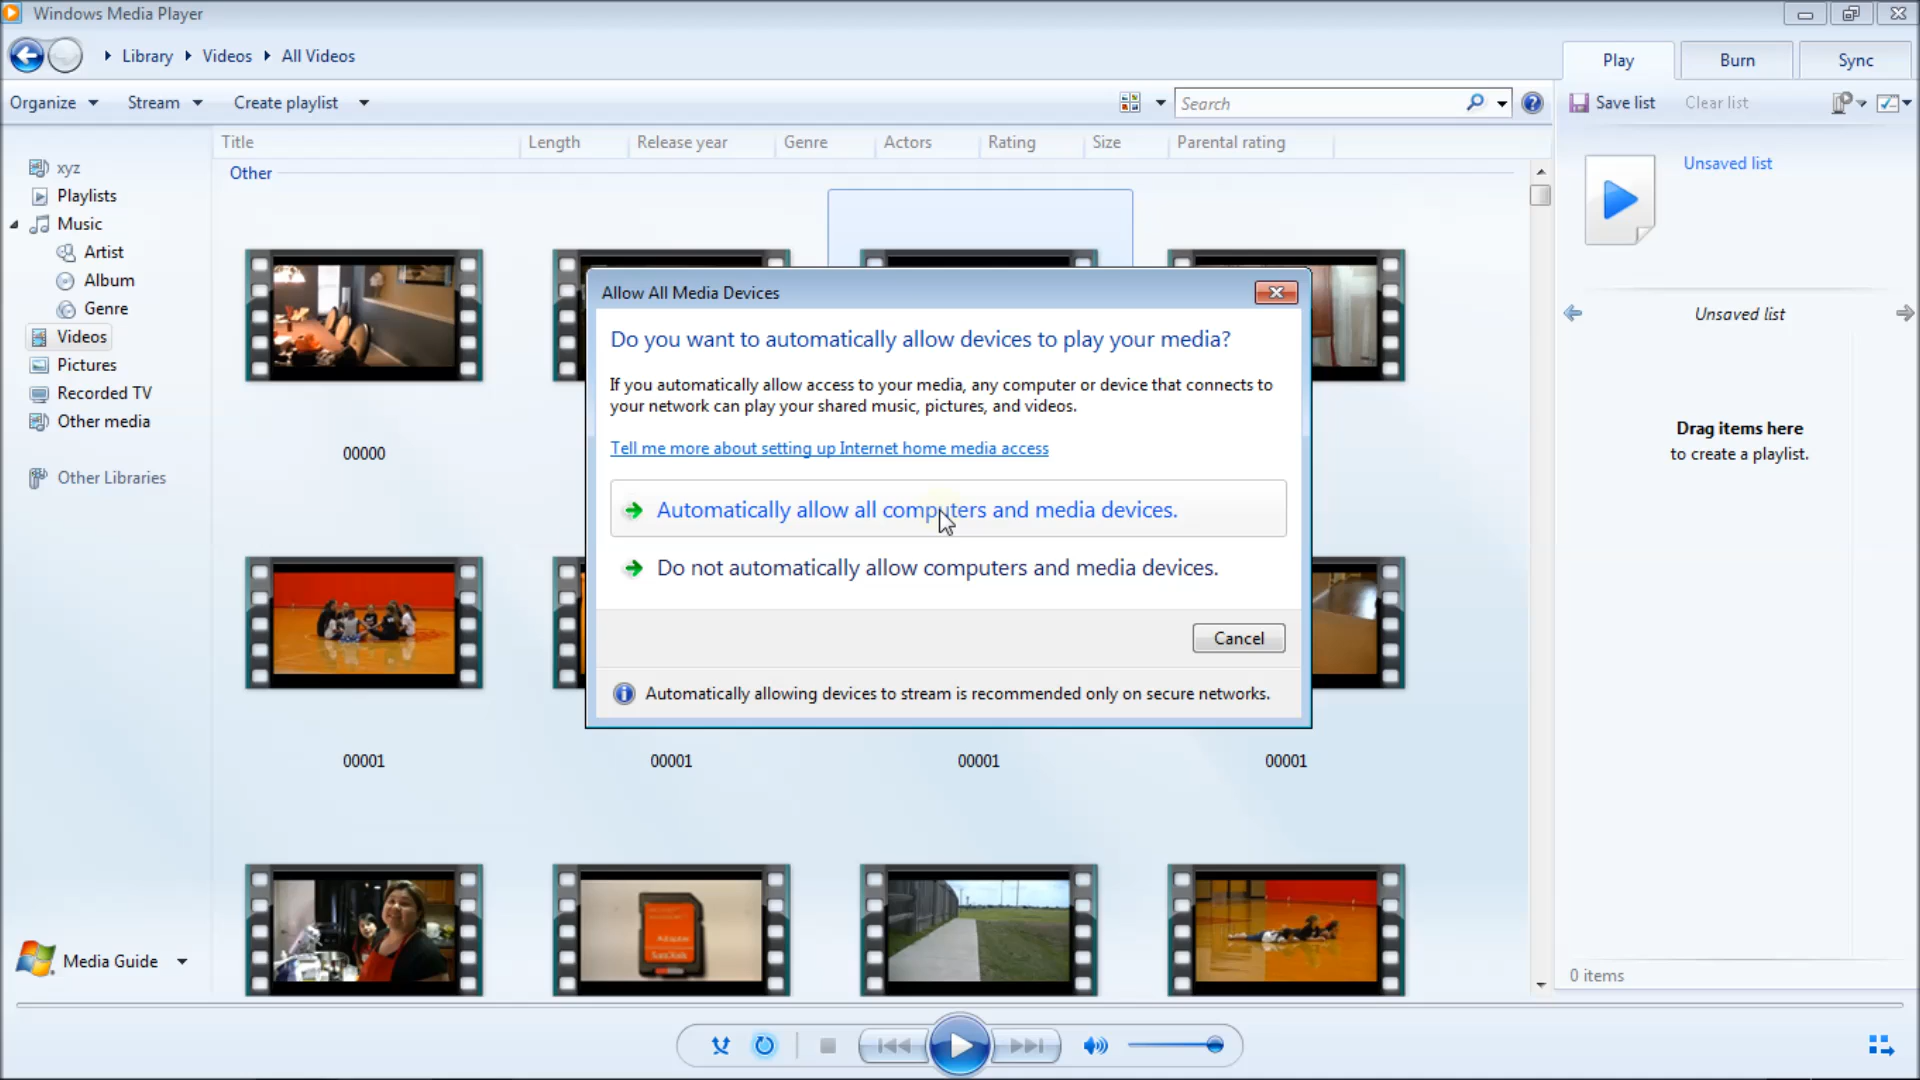 Windows Media Player
Library Videos All Videos
Play Burn Sync
Organize Stream Create playlist
Search
Save list Clear list
Title Length Release year Genre Actors Rating Size Parental rating
Other
xyz
Playlists
Music
Artist
Album
Genre
Videos
Pictures
Recorded TV
Other media
Other Libraries
Media Guide
00000
00001
00001
00001
00001
Adapter
SanDisk
Allow All Media Devices
Do you want to automatically allow devices to play your media?
If you automatically allow access to your media, any computer or device that connects to
your network can play your shared music, pictures, and videos.
Tell me more about setting up Internet home media access
Automatically allow all computers and media devices.
Do not automatically allow computers and media devices.
Cancel
Automatically allowing devices to stream is recommended only on secure networks.
Unsaved list
Unsaved list
Drag items here
to create a playlist.
0 items